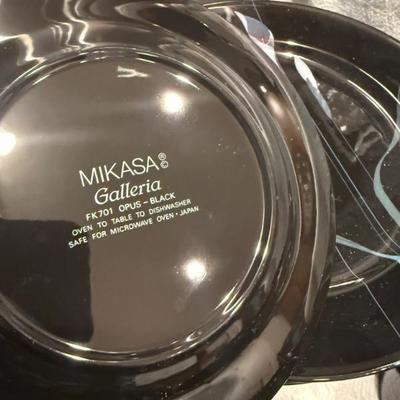 MIKASA®©
Galleria
FK701 OPUS-BLACK
OVEN TO TABLE TO DISHWASHER
SAFE FOR MICROWAVE OVEN • JAPAN